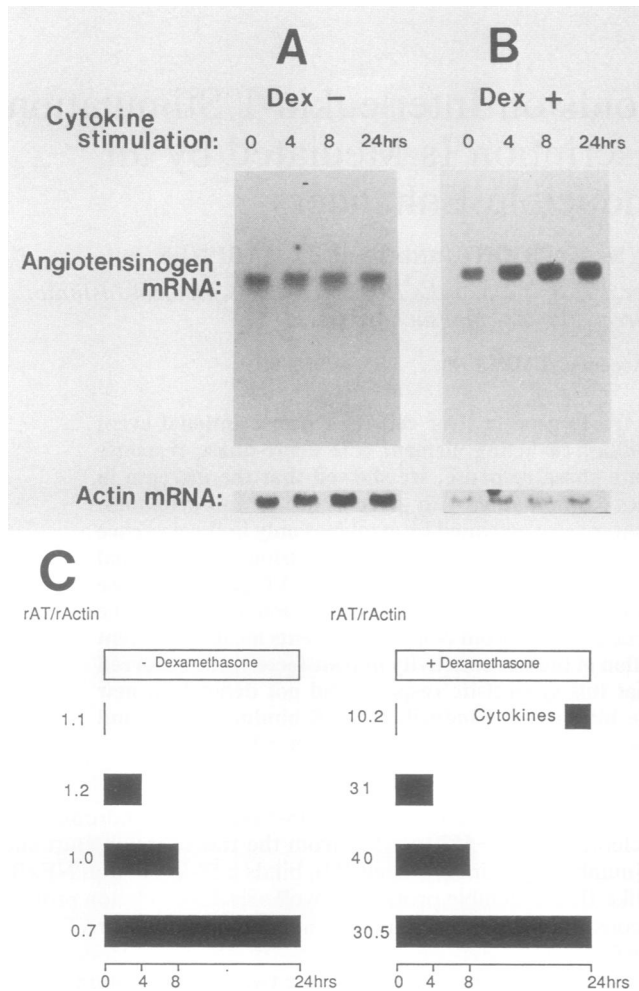 A
B
Dex −
Dex +
Cytokine
stimulation:
0 4 8 24hrs
0 4 8 24hrs
Angiotensinogen
mRNA:
Actin mRNA:
C
rAT/rActin
rAT/rActin
- Dexamethasone
+ Dexamethasone
1.1
10.2
Cytokines
1.2
31
1.0
40
0.7
30.5
0 4 8 24hrs
0 4 8 24hrs